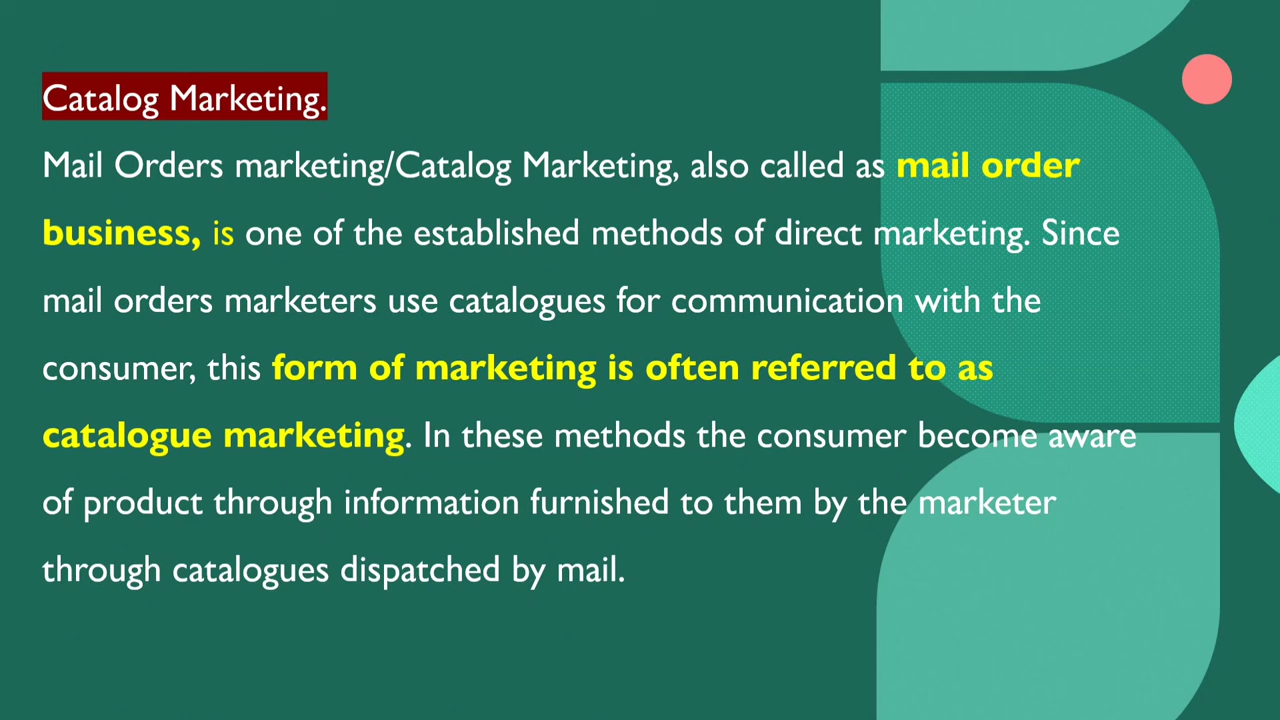 Catalog Marketing.
Mail Orders marketing/Catalog Marketing, also called as mail order
business, is one of the established methods of direct marketing. Since
mail orders marketers use catalogues for communication with the
consumer, this form of marketing is often referred to as
catalogue marketing. In these methods the consumer become aware
of product through information furnished to them by the marketer
through catalogues dispatched by mail.